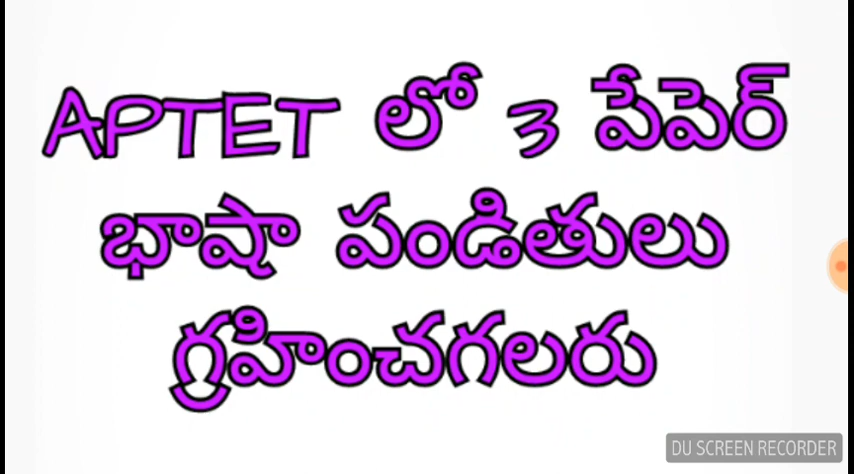 APTET లో 3 పేపెర్
భాషా పండితులు
గ్రహించగలరు
DU SCREEN RECORDER